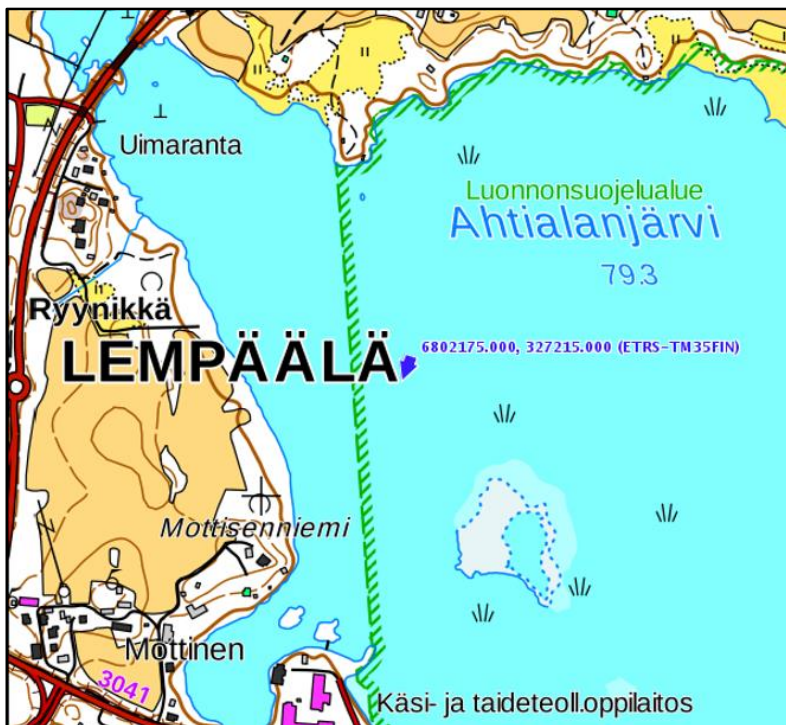 Uimaranta
Luonnonsuojelualue
Ahtialanjärvi
79.3
Ryynikkä
LEMPÄÄLÄ
6802175.000, 327215.000 (ETRS-TM35FIN)
Mottisenniemi
Mottinen
3041
Käsi- ja taideteoll.oppilaitos